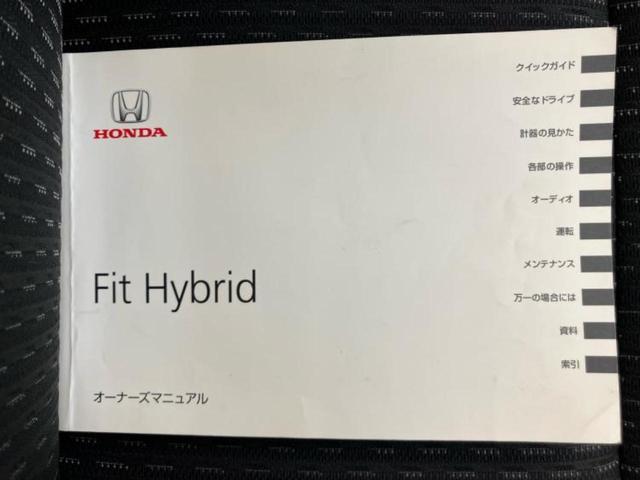 HONDA
Fit Hybrid
オーナーズマニュアル
クイックガイド
安全なドライブ
計器の見かた
各部の操作
オーディオ
運転
メンテナンス
万一の場合には
資料
索引